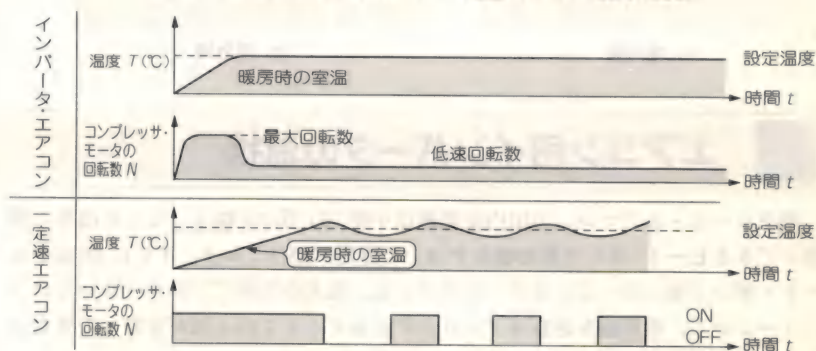 インバータ・エアコン
温度 T(℃)
設定温度
暖房時の室温
時間 t
コンプレッサ・
モータの
回転数 N
最大回転数
低速回転数
時間 t
一定速エアコン
温度 T(℃)
設定温度
暖房時の室温
時間 t
コンプレッサ・
モータの
回転数 N
ON
OFF
時間 t